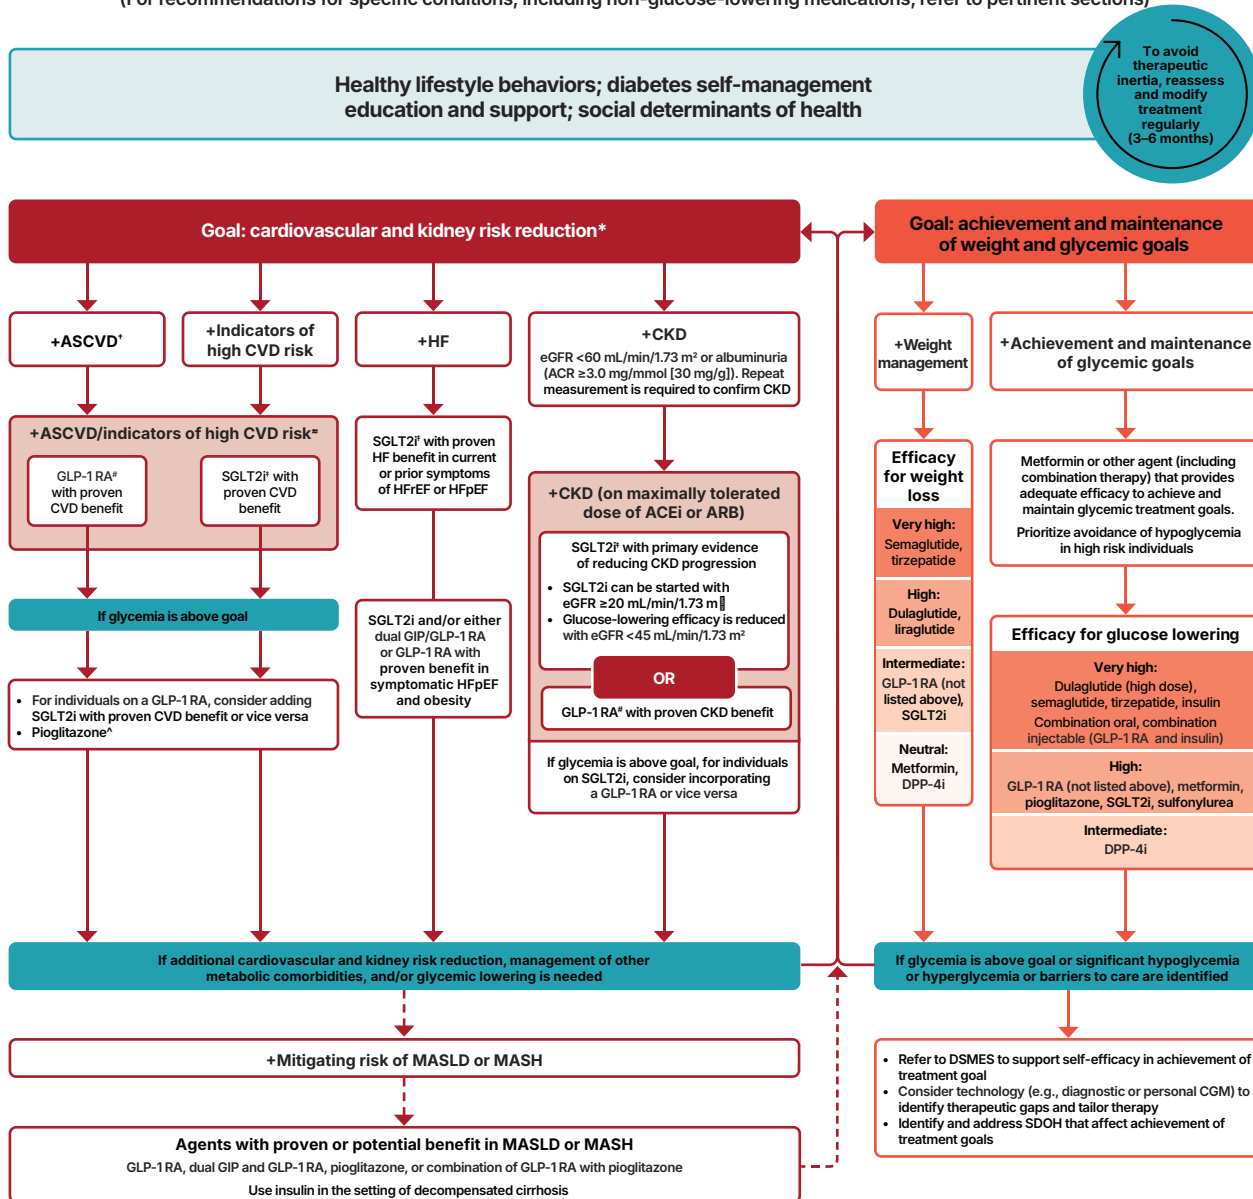 (For recommendations for specific conditions, including non-glucose-lowering medications, refer to pertinent sections)
Healthy lifestyle behaviors; diabetes self-management
education and support; social determinants of health
To avoid
therapeutic
inertia, reassess
and modify
treatment
regularly
(3–6 months)
Goal: cardiovascular and kidney risk reduction*
+ASCVD†
+Indicators of
high CVD risk
+HF
+CKD
eGFR <60 mL/min/1.73 m² or albuminuria
(ACR ≥3.0 mg/mmol [30 mg/g]). Repeat
measurement is required to confirm CKD
+ASCVD/indicators of high CVD risk≈
GLP-1 RA#
with proven
CVD benefit
SGLT2i‡ with
proven CVD
benefit
If glycemia is above goal
• For individuals on a GLP-1 RA, consider adding
SGLT2i with proven CVD benefit or vice versa
• Pioglitazone^
SGLT2i‡ with proven
HF benefit in current
or prior symptoms
of HFrEF or HFpEF
SGLT2i and/or either
dual GIP/GLP-1 RA
or GLP-1 RA with
proven benefit in
symptomatic HFpEF
and obesity
+CKD (on maximally tolerated
dose of ACEi or ARB)
SGLT2i‡ with primary evidence
of reducing CKD progression
• SGLT2i can be started with
eGFR ≥20 mL/min/1.73 m
• Glucose-lowering efficacy is reduced
with eGFR <45 mL/min/1.73 m²
OR
GLP-1 RA# with proven CKD benefit
If glycemia is above goal, for individuals
on SGLT2i, consider incorporating
a GLP-1 RA or vice versa
If additional cardiovascular and kidney risk reduction, management of other
metabolic comorbidities, and/or glycemic lowering is needed
+Mitigating risk of MASLD or MASH
Agents with proven or potential benefit in MASLD or MASH
GLP-1 RA, dual GIP and GLP-1 RA, pioglitazone, or combination of GLP-1 RA with pioglitazone
Use insulin in the setting of decompensated cirrhosis
Goal: achievement and maintenance
of weight and glycemic goals
+Weight
management
Efficacy
for weight
loss
Very high:
Semaglutide,
tirzepatide
High:
Dulaglutide,
liraglutide
Intermediate:
GLP-1 RA (not
listed above),
SGLT2i
Neutral:
Metformin,
DPP-4i
+Achievement and maintenance
of glycemic goals
Metformin or other agent (including
combination therapy) that provides
adequate efficacy to achieve and
maintain glycemic treatment goals.
Prioritize avoidance of hypoglycemia
in high risk individuals
Efficacy for glucose lowering
Very high:
Dulaglutide (high dose),
semaglutide, tirzepatide, insulin
Combination oral, combination
injectable (GLP-1 RA and insulin)
High:
GLP-1 RA (not listed above), metformin,
pioglitazone, SGLT2i, sulfonylurea
Intermediate:
DPP-4i
If glycemia is above goal or significant hypoglycemia
or hyperglycemia or barriers to care are identified
• Refer to DSMES to support self-efficacy in achievement of
treatment goal
• Consider technology (e.g., diagnostic or personal CGM) to
identify therapeutic gaps and tailor therapy
• Identify and address SDOH that affect achievement of
treatment goals